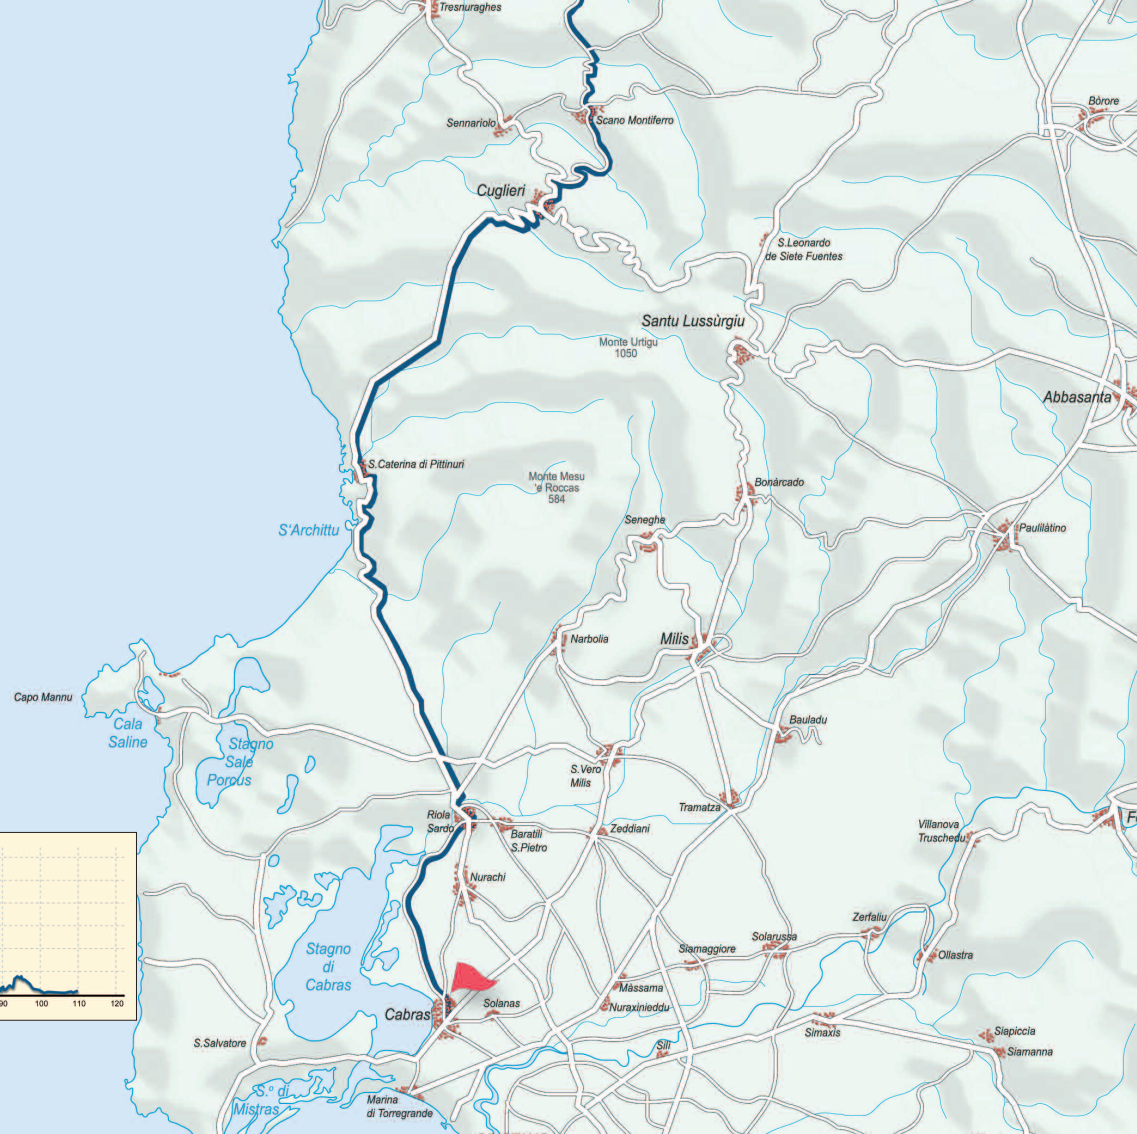 Tresnuraghes
Bòrore
Sennariolo
Scano Montiferro
Cuglieri
S.Leonardo
de Siete Fuentes
Santu Lussùrgiu
Monte Urtigu
1050
Abbasanta
S.Caterina di Pittinuri
Monte Mesu
'e Roccas
584
Bonàrcado
S'Archittu
Seneghe
Paulilàtino
Narbolia
Milis
Capo Mannu
Cala
Saline
Stagno
Sale
Porcus
Bauladu
S.Vero
Milis
Riola
Sardo
Baratili
S.Pietro
Zeddiani
Tramatza
Villanova
Truschedu
Fo
Nurachi
Zerfaliu
Stagno
di
Cabras
Siamaggiore
Solarussa
Ollastra
Màssama
Nuraxinieddu
90 100 110 120
Cabras
Solanas
Simaxis
Siapiccia
Siamanna
S.Salvatore
Sili
S.º di
Mistras
Marina
di Torregrande